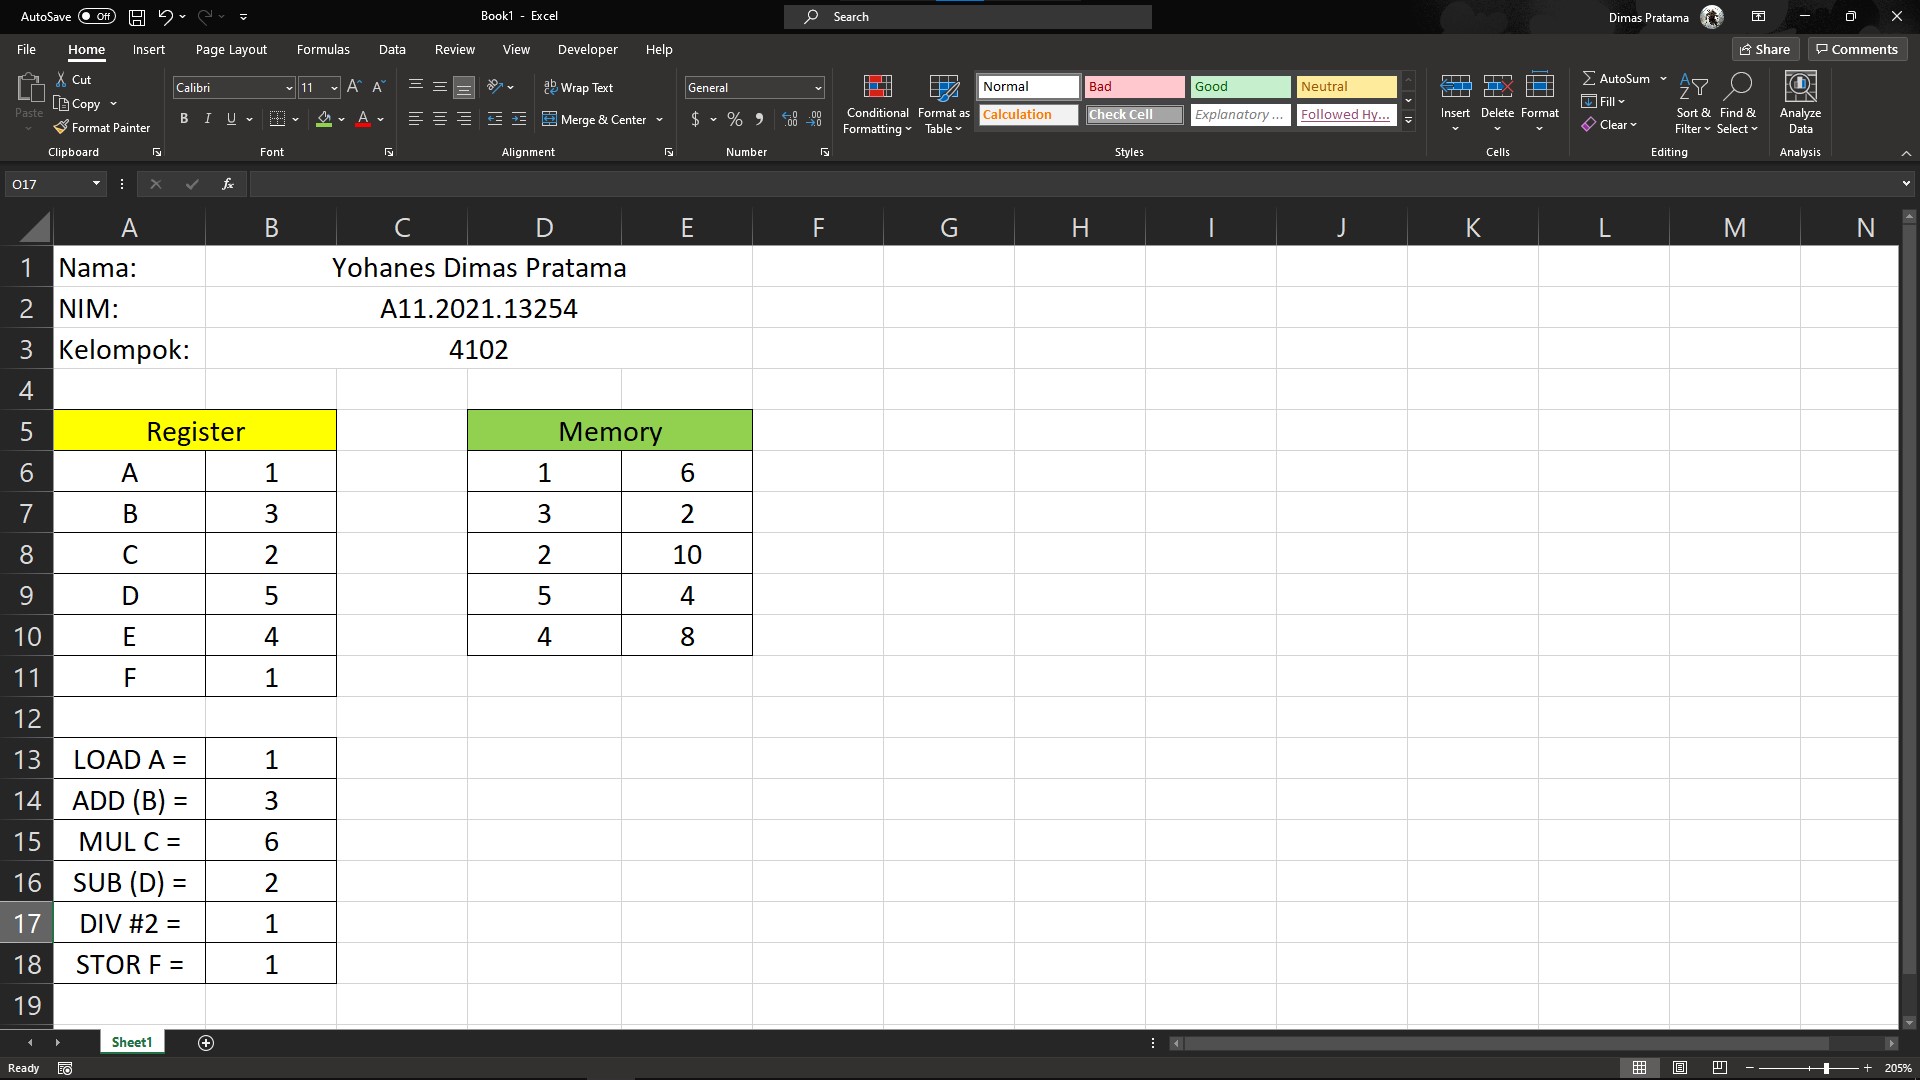 AutoSave Off Book1 - Excel Search Dimas Pratama
File Home Insert Page Layout Formulas Data Review View Developer Help Share Comments
Paste Cut Copy Format Painter
Clipboard
Calibri 11 A A
B I U A
Font
Wrap Text
Merge & Center
Alignment
General
$ % 9 .00 .00
Number
Conditional Formatting Format as Table
Normal Bad Good Neutral
Calculation Check Cell Explanatory ... Followed Hy...
Styles
Insert Delete Format
Cells
AutoSum
Fill
Clear
Sort & Filter Find & Select
Editing
Analyze Data
Analysis
O17 fx
A B C D E F G H I J K L M N
1 Nama: Yohanes Dimas Pratama
2 NIM: A11.2021.13254
3 Kelompok: 4102
4
5 Register Memory
6 A 1 1 6
7 B 3 3 2
8 C 2 2 10
9 D 5 5 4
10 E 4 4 8
11 F 1
12
13 LOAD A = 1
14 ADD (B) = 3
15 MUL C = 6
16 SUB (D) = 2
17 DIV #2 = 1
18 STOR F = 1
19
Sheet1
Ready 205%